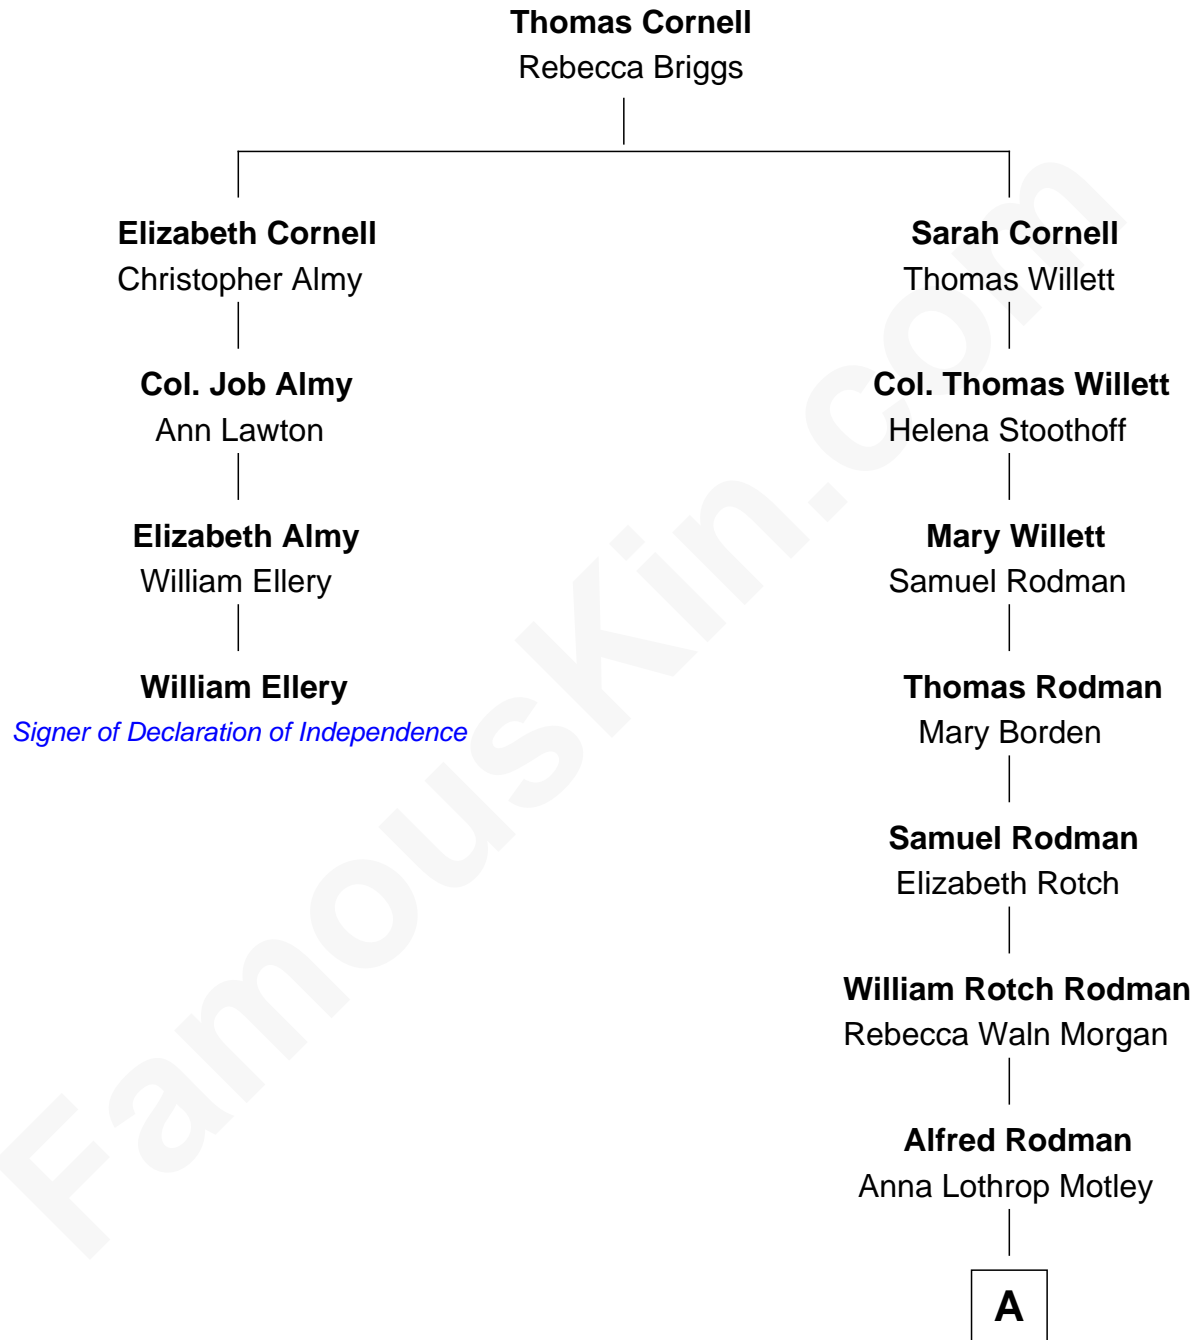 Thomas Cornell
Rebecca Briggs
Elizabeth Cornell
Christopher Almy
Sarah Cornell
Thomas Willett
Col. Job Almy
Ann Lawton
Col. Thomas Willett
Helena Stoothoff
Elizabeth Almy
William Ellery
Mary Willett
Samuel Rodman
William Ellery
Signer of Declaration of Independence
Thomas Rodman
Mary Borden
Samuel Rodman
Elizabeth Rotch
William Rotch Rodman
Rebecca Waln Morgan
Alfred Rodman
Anna Lothrop Motley
A
FamousKin.com